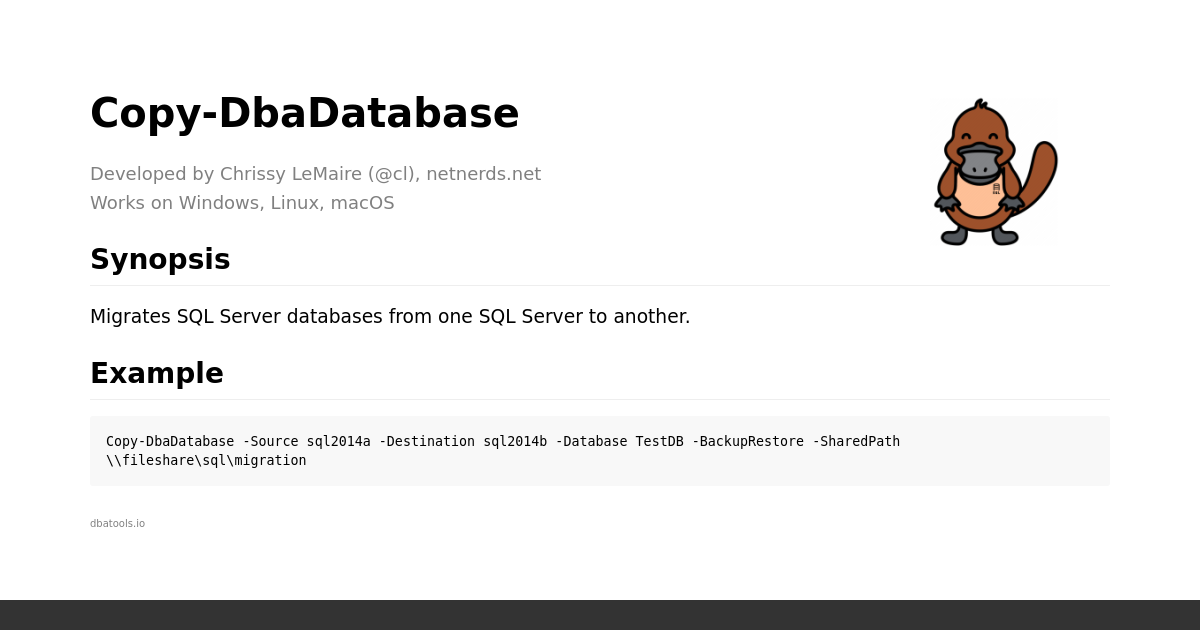 Copy-DbaDatabase
Developed by Chrissy LeMaire (@cl), netnerds.net
Works on Windows, Linux, macOS
Synopsis
Migrates SQL Server databases from one SQL Server to another.
Example
Copy-DbaDatabase -Source sql2014a -Destination sql2014b -Database TestDB -BackupRestore -SharedPath
\\fileshare\sql\migration
dbatools.io